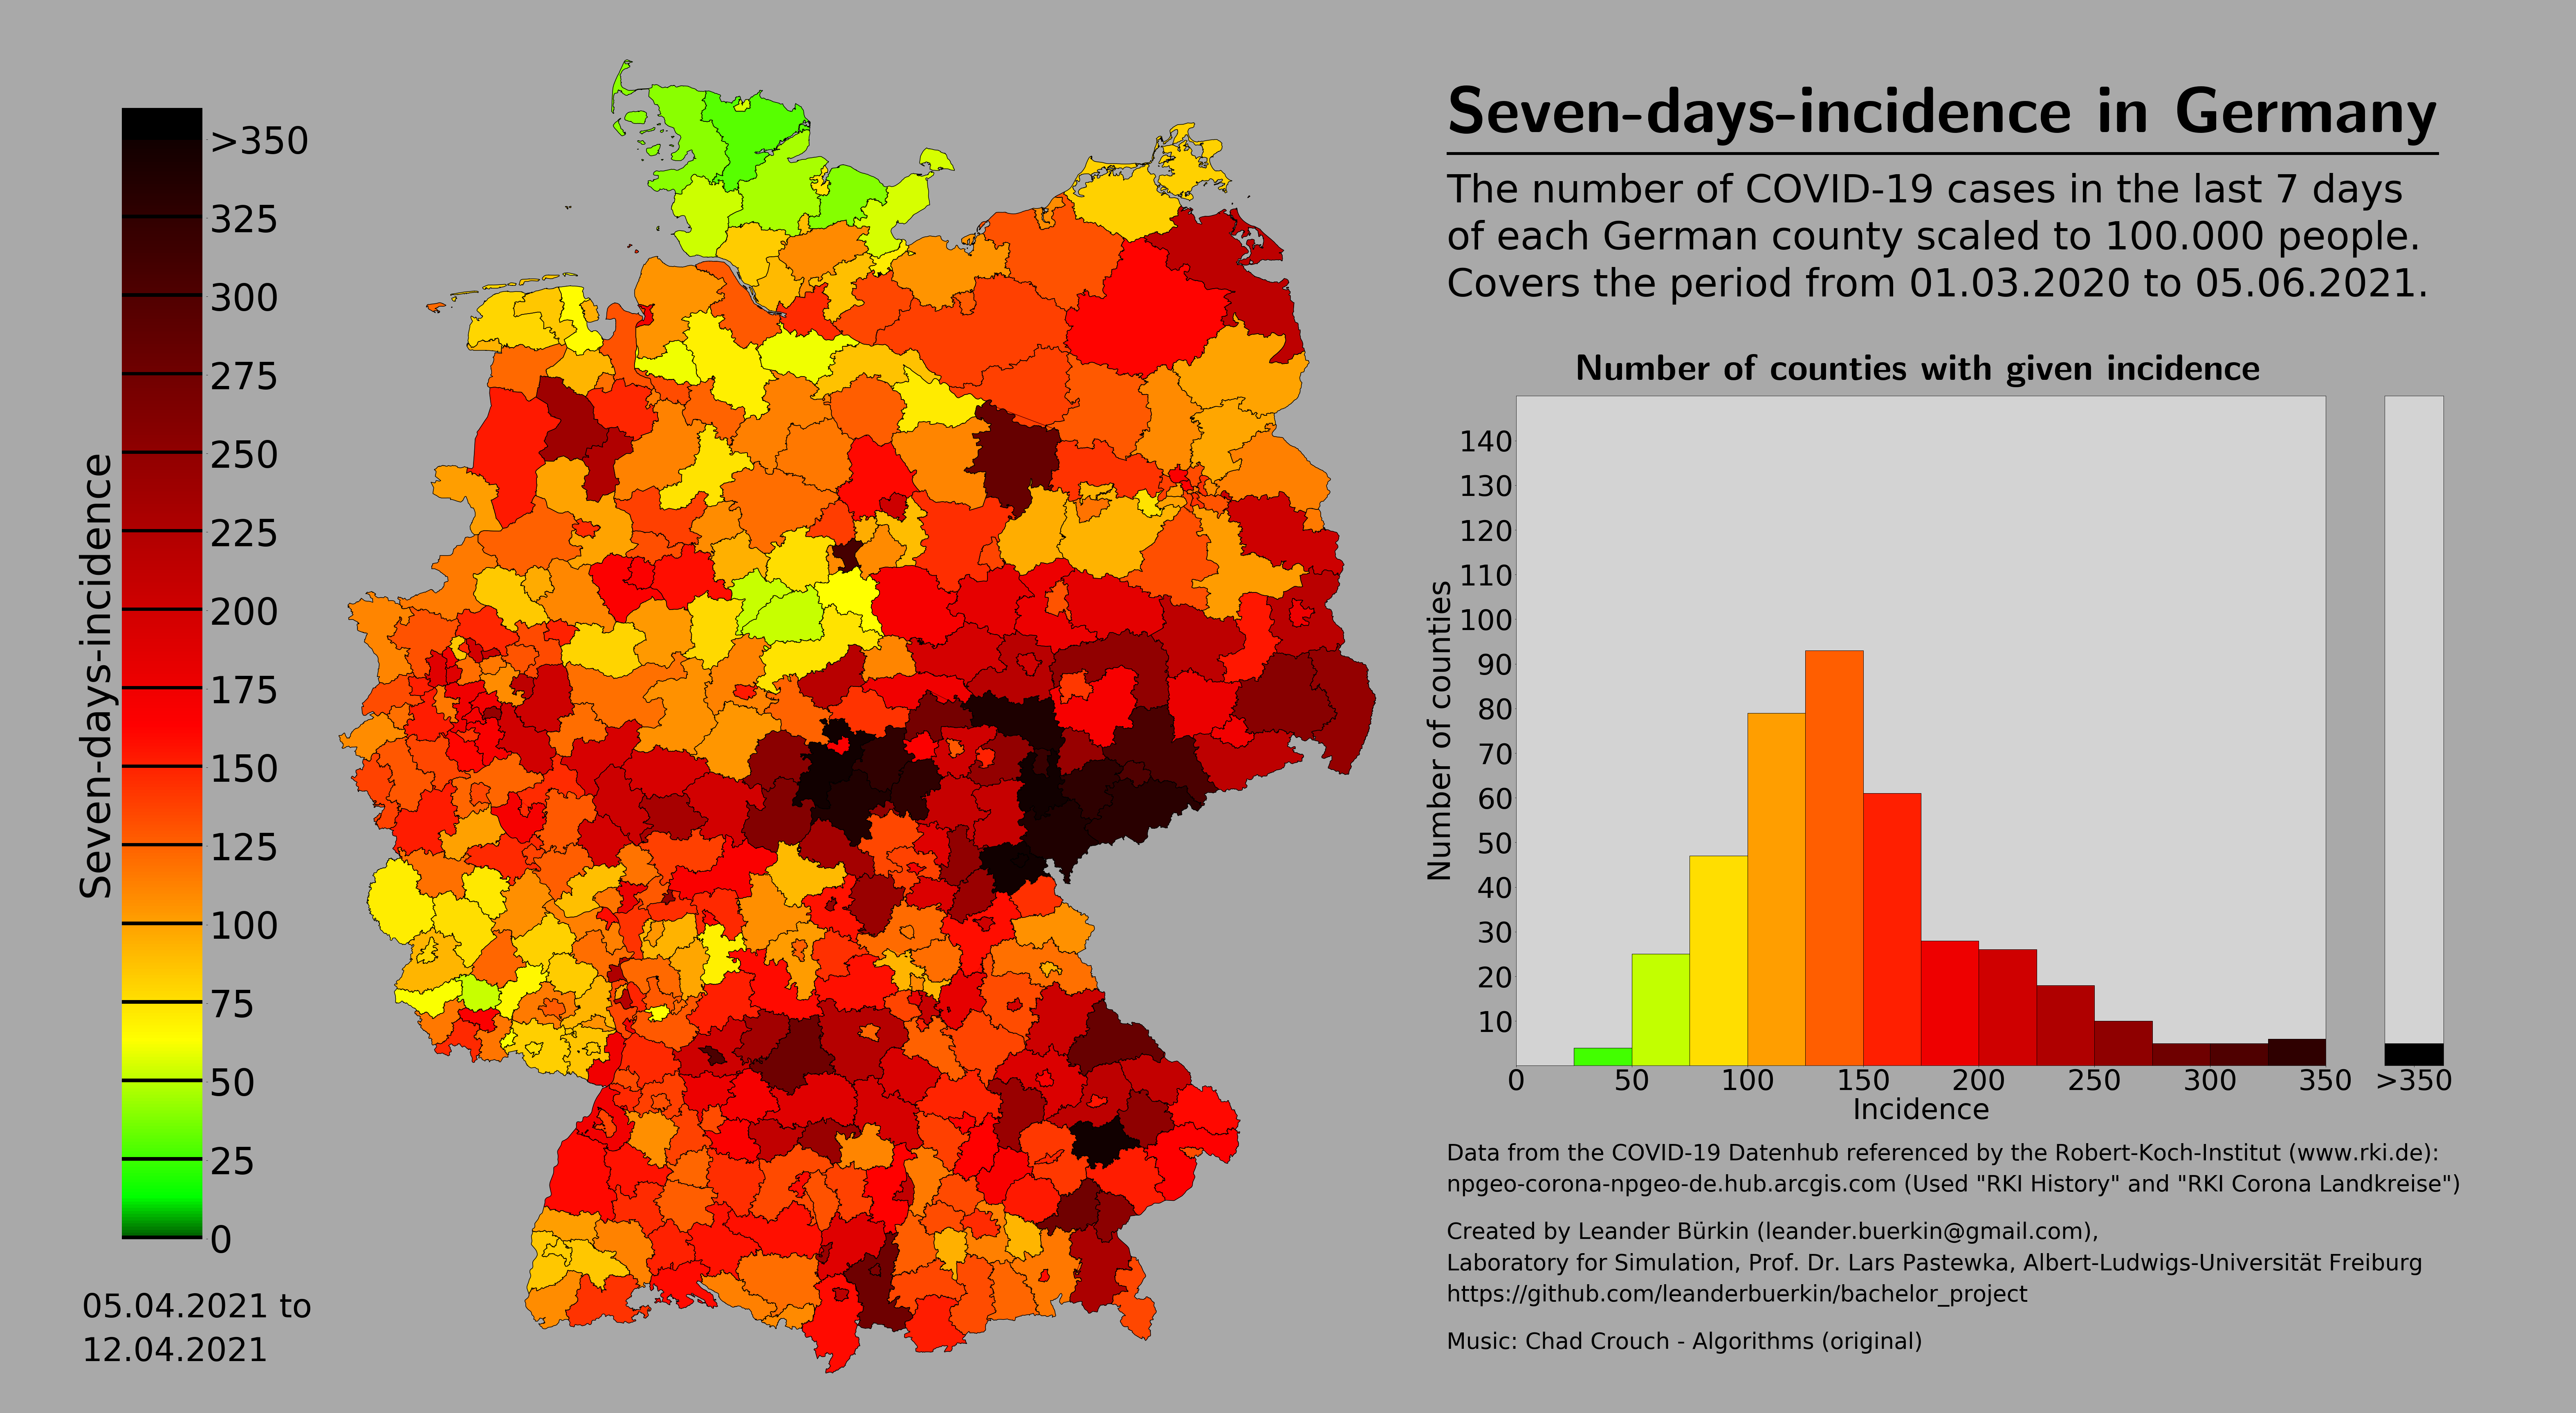 Seven-days-incidence in Germany
The number of COVID-19 cases in the last 7 days
of each German county scaled to 100.000 people.
Covers the period from 01.03.2020 to 05.06.2021.
Seven-days-incidence
>350
325
300
275
250
225
200
175
150
125
100
75
50
25
0
05.04.2021 to
12.04.2021
Number of counties with given incidence
Number of counties
140
130
120
110
100
90
80
70
60
50
40
30
20
10
0 50 100 150 200 250 300 350 >350
Incidence
Data from the COVID-19 Datenhub referenced by the Robert-Koch-Institut (www.rki.de):
npgeo-corona-npgeo-de.hub.arcgis.com (Used "RKI History" and "RKI Corona Landkreise")
Created by Leander Bürkin (leander.buerkin@gmail.com),
Laboratory for Simulation, Prof. Dr. Lars Pastewka, Albert-Ludwigs-Universität Freiburg
https://github.com/leanderbuerkin/bachelor_project
Music: Chad Crouch - Algorithms (original)